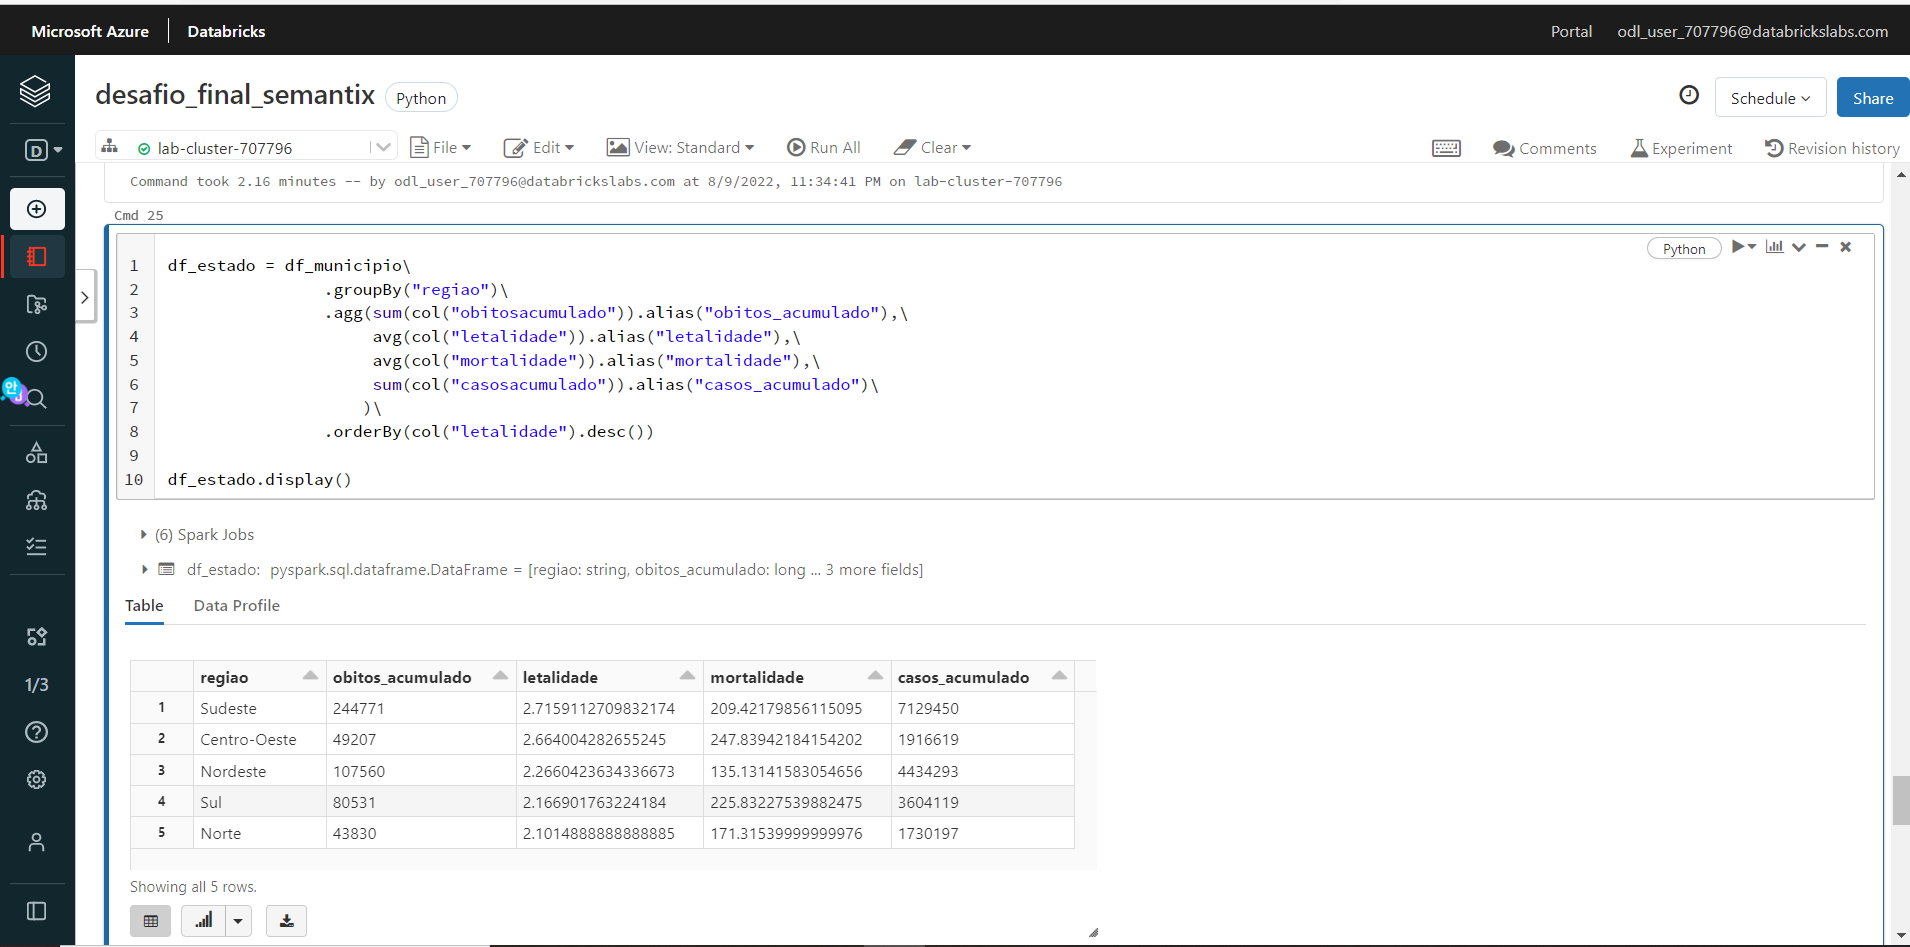 Microsoft Azure | Databricks Portal odl_user_707796@databrickslabs.com
desafio_final_semantix Python Schedule Share
D lab-cluster-707796 File Edit View: Standard Run All Clear Comments Experiment Revision history
Command took 2.16 minutes -- by odl_user_707796@databrickslabs.com at 8/9/2022, 11:34:41 PM on lab-cluster-707796
Cmd 25
Python
1 df_estado = df_municipio\
2 .groupBy("regiao")\
3 .agg(sum(col("obitosacumulado")).alias("obitos_acumulado"),\
4 avg(col("letalidade")).alias("letalidade"),\
5 avg(col("mortalidade")).alias("mortalidade"),\
6 sum(col("casosacumulado")).alias("casos_acumulado")\
7 )\
8 .orderBy(col("letalidade").desc())
9
10 df_estado.display()
안
(6) Spark Jobs
df_estado: pyspark.sql.dataframe.DataFrame = [regiao: string, obitos_acumulado: long ... 3 more fields]
Table Data Profile
regiao obitos_acumulado letalidade mortalidade casos_acumulado
1 Sudeste 244771 2.7159112709832174 209.42179856115095 7129450
2 Centro-Oeste 49207 2.664004282655245 247.83942184154202 1916619
3 Nordeste 107560 2.2660423634336673 135.13141583054656 4434293
4 Sul 80531 2.166901763224184 225.83227539882475 3604119
5 Norte 43830 2.1014888888888885 171.31539999999976 1730197
1/3
Showing all 5 rows.